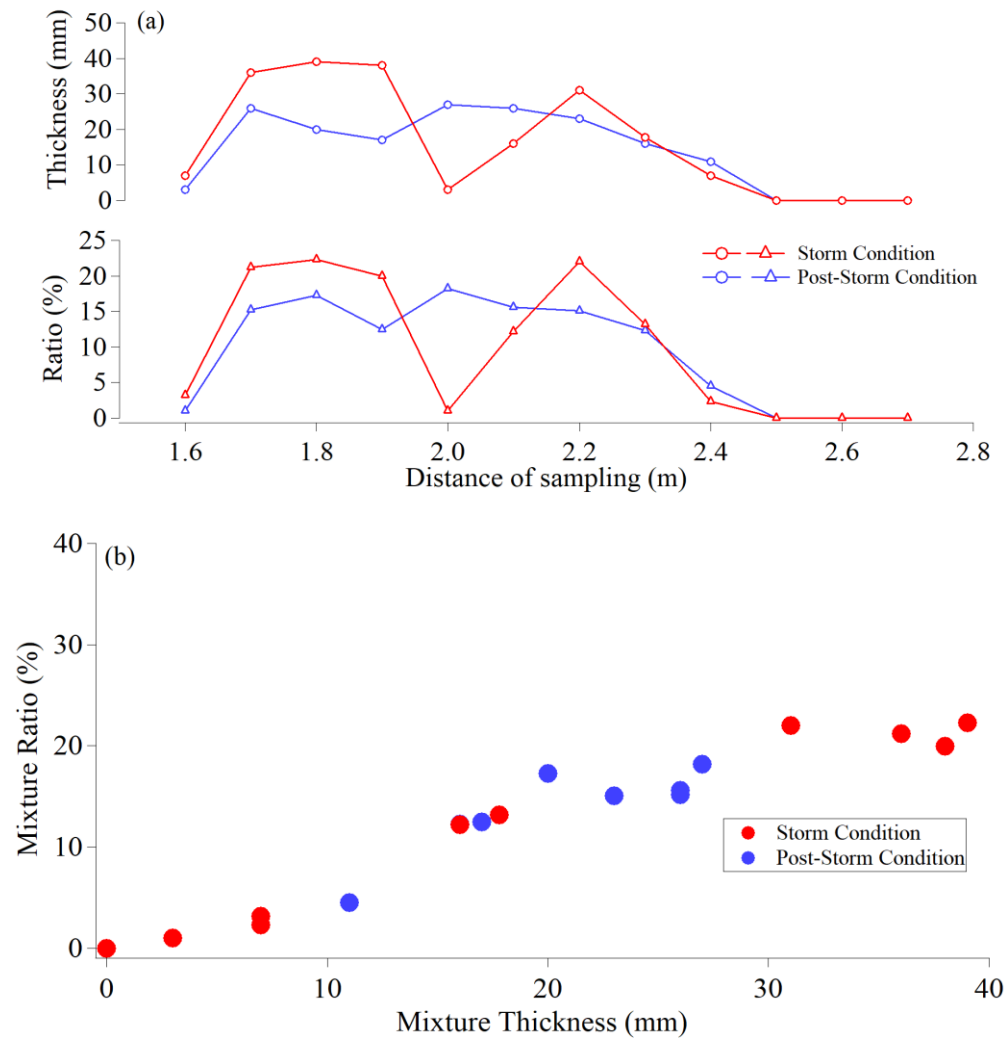 (a)
Thickness (mm)
50
40
30
20
10
0
Ratio (%)
25
20
15
10
5
0
Storm Condition
Post-Storm Condition
1.6 1.8 2.0 2.2 2.4 2.6 2.8
Distance of sampling (m)
(b)
Mixture Ratio (%)
40
30
20
10
0
Storm Condition
Post-Storm Condition
0 10 20 30 40
Mixture Thickness (mm)